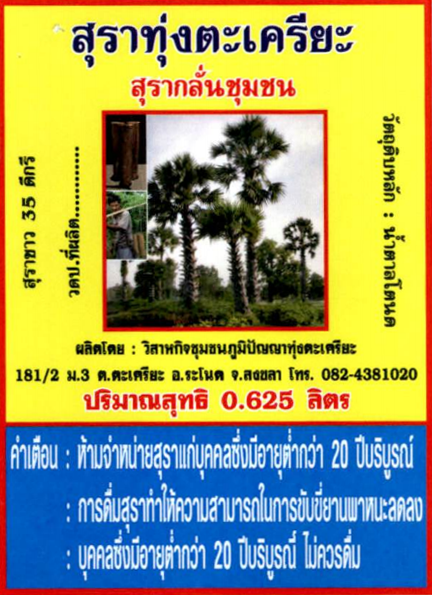 สุราทุ่งตะเครียะ
สุรากลั่นชุมชน
สุราขาว 35 ดีกรี
วดป.ที่ผลิต............
วัตถุดิบหลัก : น้ำตาลโตนด
ผลิตโดย : วิสาหกิจชุมชนภูมิปัญญาทุ่งตะเครียะ
181/2 ม.3 ต.ตะเครียะ อ.ระโนด จ.สงขลา โทร. 082-4381020
ปริมาณสุทธิ 0.625 ลิตร
คำเตือน : ห้ามจำหน่ายสุราแก่บุคคลซึ่งมีอายุต่ำกว่า 20 ปีบริบูรณ์
: การดื่มสุราทำให้ความสามารถในการขับขี่ยานพาหนะลดลง
: บุคคลซึ่งมีอายุต่ำกว่า 20 ปีบริบูรณ์ ไม่ควรดื่ม